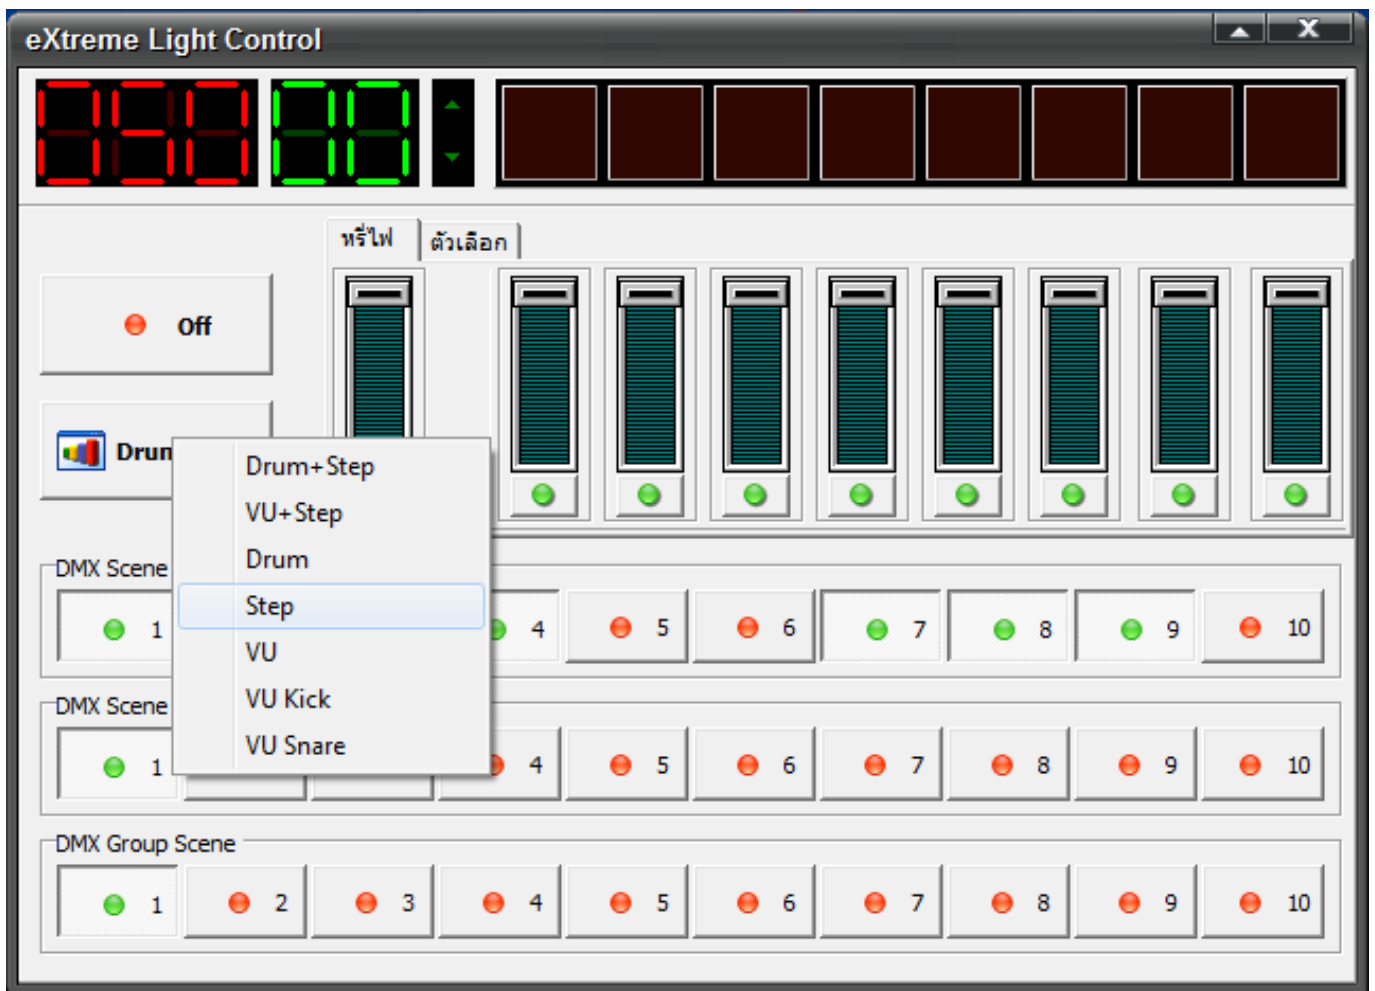 eXtreme Light Control
หรี่ไฟ ตัวเลือก
Off
Drum+Step
VU+Step
Drum
Step
VU
VU Kick
VU Snare
DMX Scene
1 4 5 6 7 8 9 10
DMX Scene
1 4 5 6 7 8 9 10
DMX Group Scene
1 2 3 4 5 6 7 8 9 10